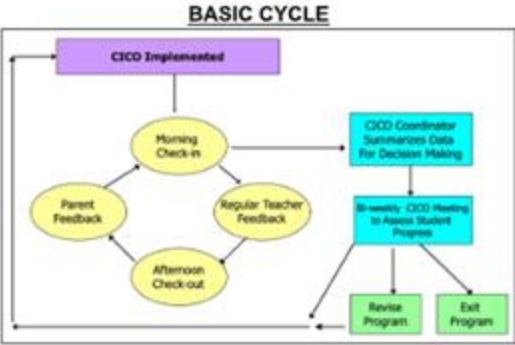 BASIC CYCLE
CICO Implemented
Morning
Check-in
CICO Coordinator
Summarizes Data
For Decision Making
Parent
Feedback
Regular Teacher
Feedback
Bi-weekly CICO Meeting
to Assess Student
Progress
Afternoon
Check-out
Revise
Program
Exit
Program